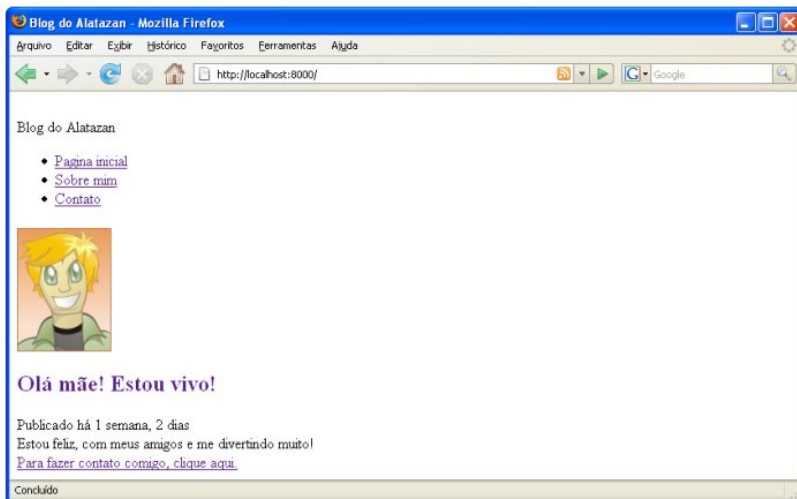 Blog do Alatazan - Mozilla Firefox
Arquivo Editar Exibir Histórico Favoritos Ferramentas Ajuda
http://localhost:8000/ G Google
Blog do Alatazan
Pagina inicial
Sobre mim
Contato
Olá mãe! Estou vivo!
Publicado há 1 semana, 2 dias
Estou feliz, com meus amigos e me divertindo muito!
Para fazer contato comigo, clique aqui.
Concluído